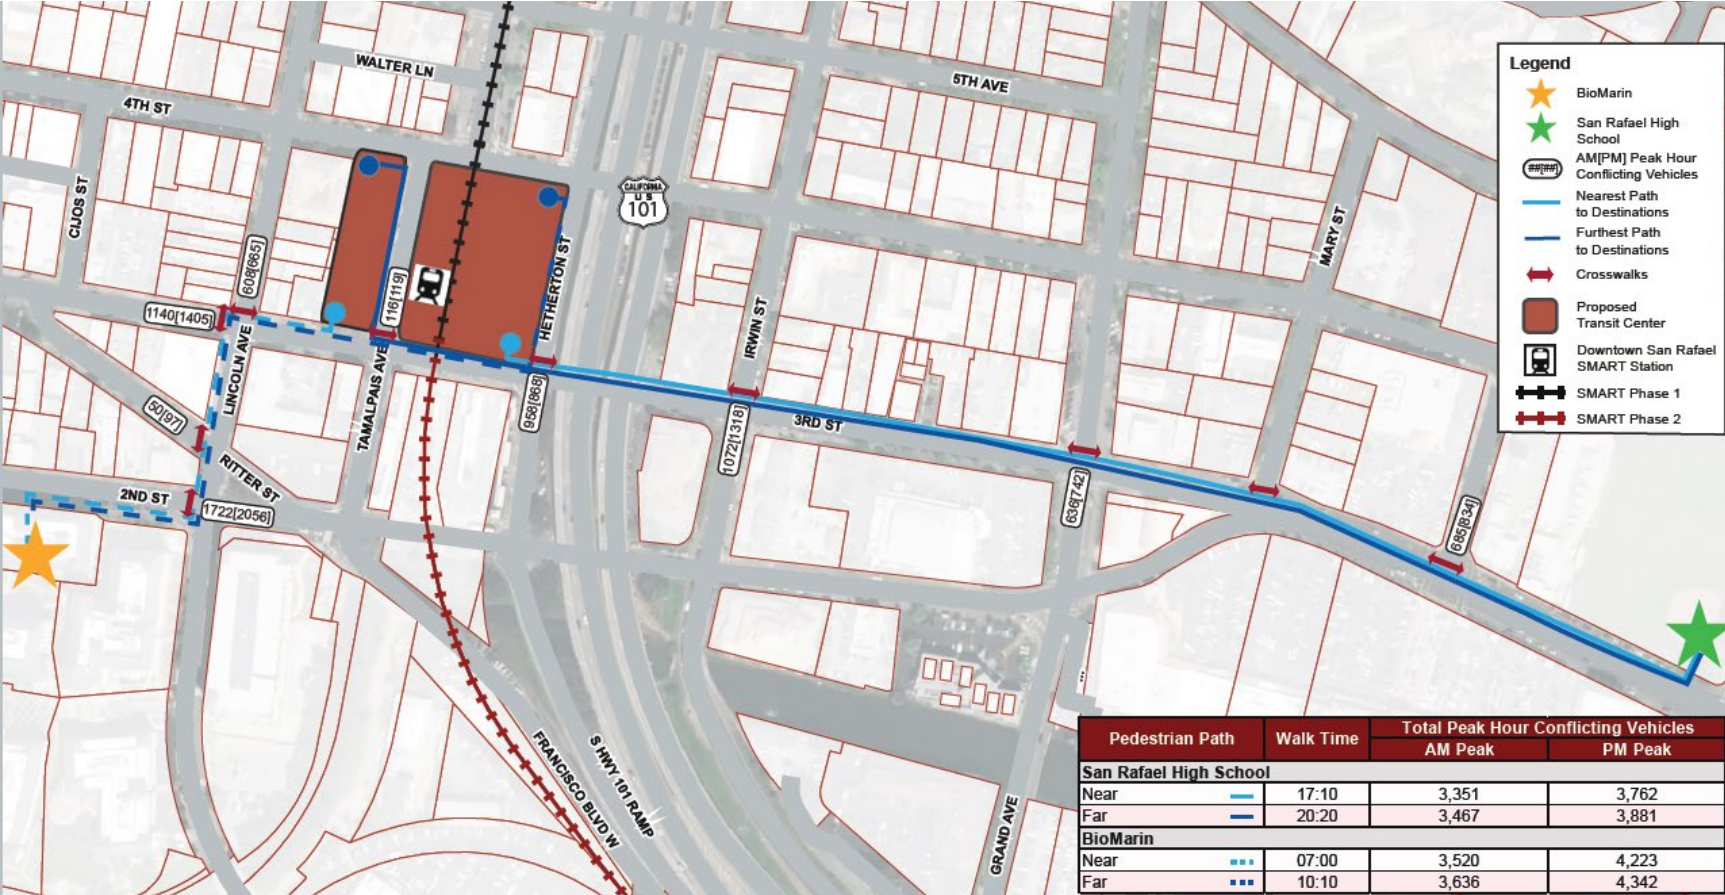 WALTER LN
4TH ST
5TH AVE
CIJOS ST
CALIFORNIA
US
101
MARY ST
608[665]
116[119]
HETHERTON ST
1140[1405]
IRWIN ST
LINCOLN AVE
TAMALPAIS AVE
958[868]
50[97]
1072[1318]
3RD ST
RITTER ST
2ND ST
1722[2056]
636[742]
685[834]
FRANCISCO BLVD W
S HWY 101 RAMP
GRAND AVE
Legend
BioMarin
San Rafael High
School
##[##]
AM[PM] Peak Hour
Conflicting Vehicles
Nearest Path
to Destinations
Furthest Path
to Destinations
Crosswalks
Proposed
Transit Center
Downtown San Rafael
SMART Station
SMART Phase 1
SMART Phase 2
Pedestrian Path Walk Time Total Peak Hour Conflicting Vehicles
AM Peak PM Peak
San Rafael High School
Near 17:10 3,351 3,762
Far 20:20 3,467 3,881
BioMarin
Near 07:00 3,520 4,223
Far 10:10 3,636 4,342